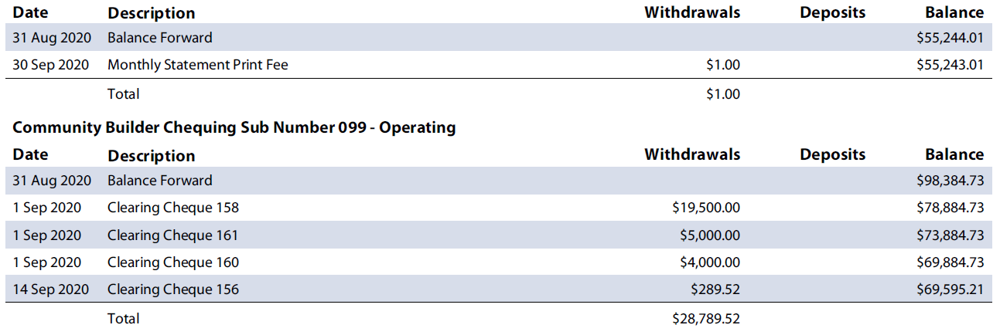 Date Description Withdrawals Deposits Balance
31 Aug 2020 Balance Forward $55,244.01
30 Sep 2020 Monthly Statement Print Fee $1.00 $55,243.01
Total $1.00
Community Builder Chequing Sub Number 099 - Operating
Date Description Withdrawals Deposits Balance
31 Aug 2020 Balance Forward $98,384.73
1 Sep 2020 Clearing Cheque 158 $19,500.00 $78,884.73
1 Sep 2020 Clearing Cheque 161 $5,000.00 $73,884.73
1 Sep 2020 Clearing Cheque 160 $4,000.00 $69,884.73
14 Sep 2020 Clearing Cheque 156 $289.52 $69,595.21
Total $28,789.52